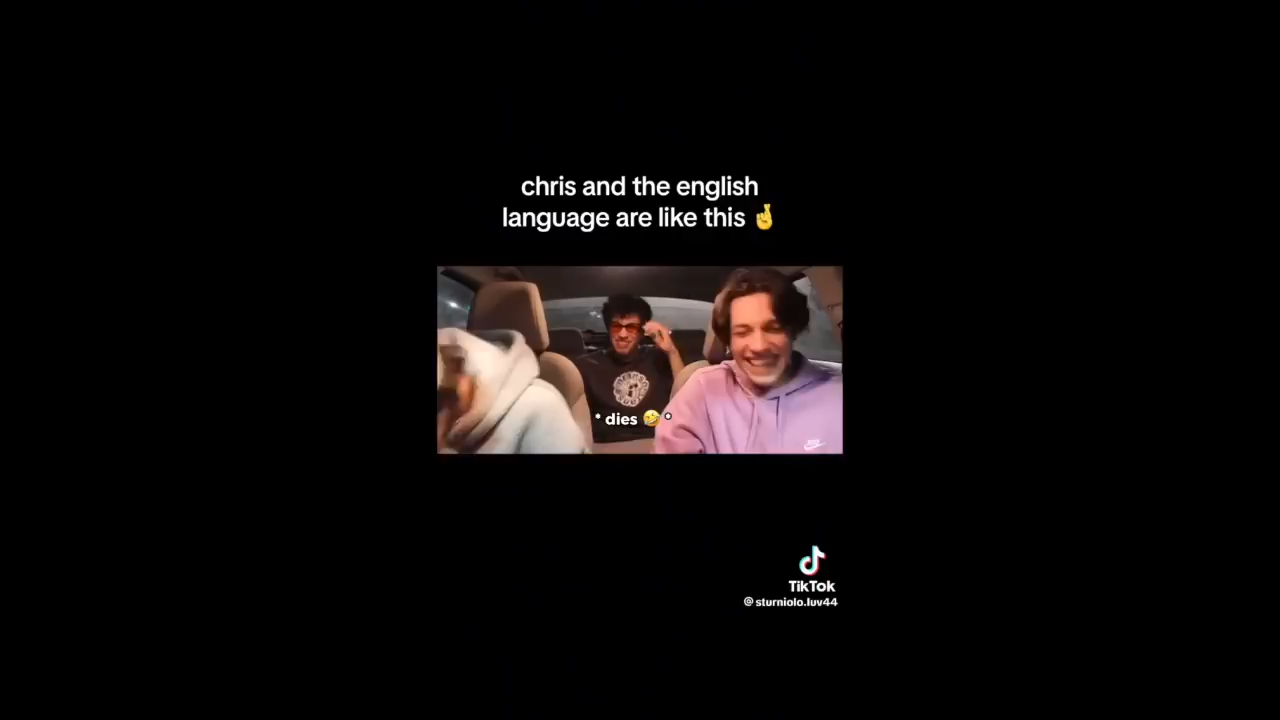 chris and the english
language are like this 🤞
* dies 🤣 *
TikTok
@sturniolo.luv44